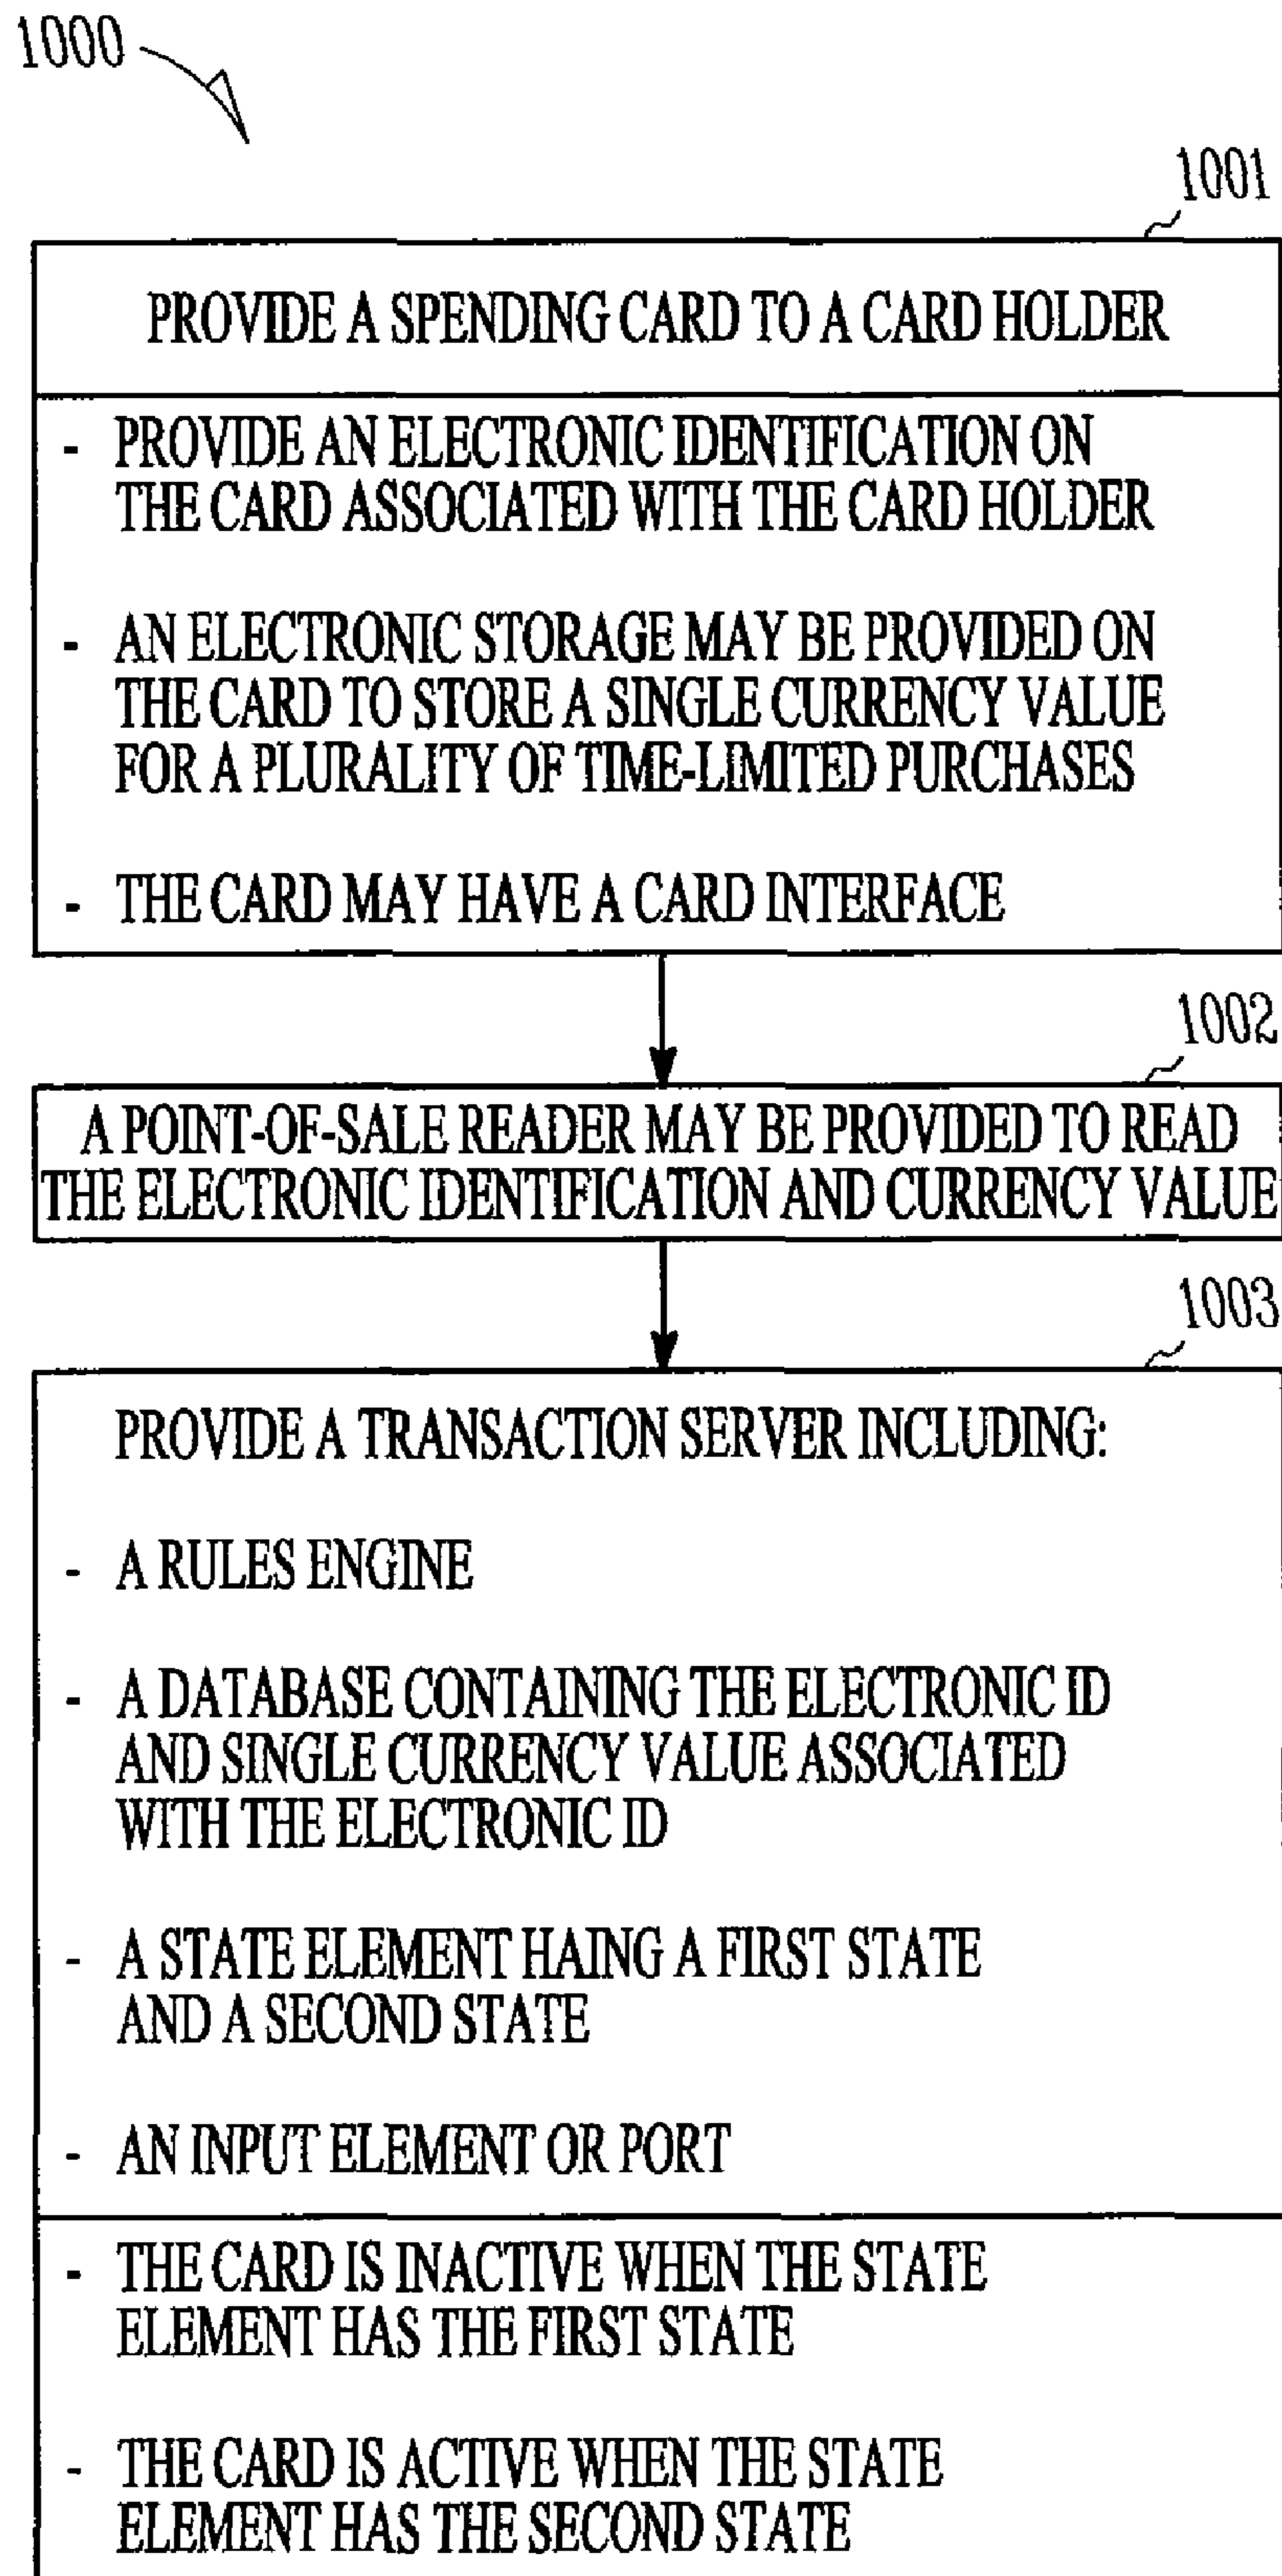 1000
1001
PROVIDE A SPENDING CARD TO A CARD HOLDER
- PROVIDE AN ELECTRONIC IDENTIFICATION ON
THE CARD ASSOCIATED WITH THE CARD HOLDER
- AN ELECTRONIC STORAGE MAY BE PROVIDED ON
THE CARD TO STORE A SINGLE CURRENCY VALUE
FOR A PLURALITY OF TIME-LIMITED PURCHASES
- THE CARD MAY HAVE A CARD INTERFACE
1002
A POINT-OF-SALE READER MAY BE PROVIDED TO READ
THE ELECTRONIC IDENTIFICATION AND CURRENCY VALUE
1003
PROVIDE A TRANSACTION SERVER INCLUDING:
- A RULES ENGINE
- A DATABASE CONTAINING THE ELECTRONIC ID
AND SINGLE CURRENCY VALUE ASSOCIATED
WITH THE ELECTRONIC ID
- A STATE ELEMENT HAING A FIRST STATE
AND A SECOND STATE
- AN INPUT ELEMENT OR PORT
- THE CARD IS INACTIVE WHEN THE STATE
ELEMENT HAS THE FIRST STATE
- THE CARD IS ACTIVE WHEN THE STATE
ELEMENT HAS THE SECOND STATE